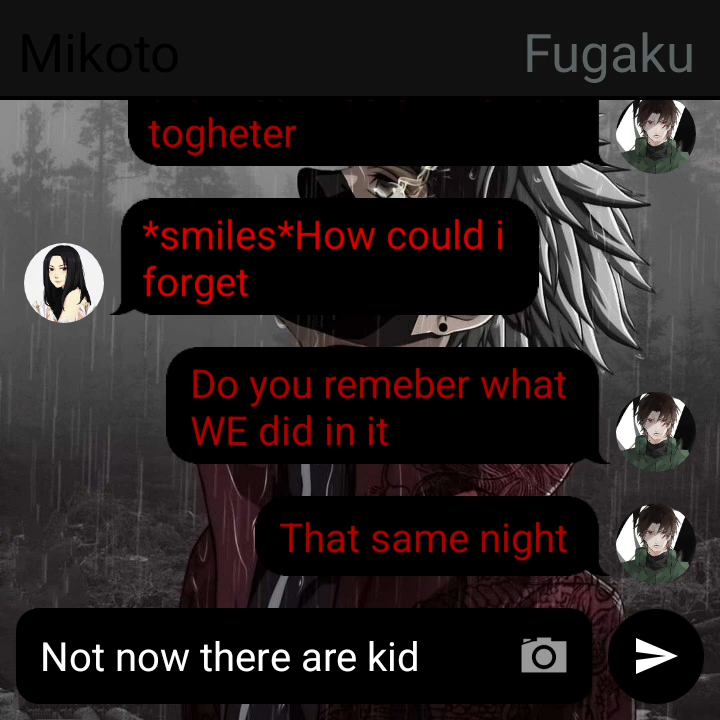 Mikoto Fugaku
togheter
*smiles*How could i
forget
Do you remeber what
WE did in it
That same night
Not now there are kid